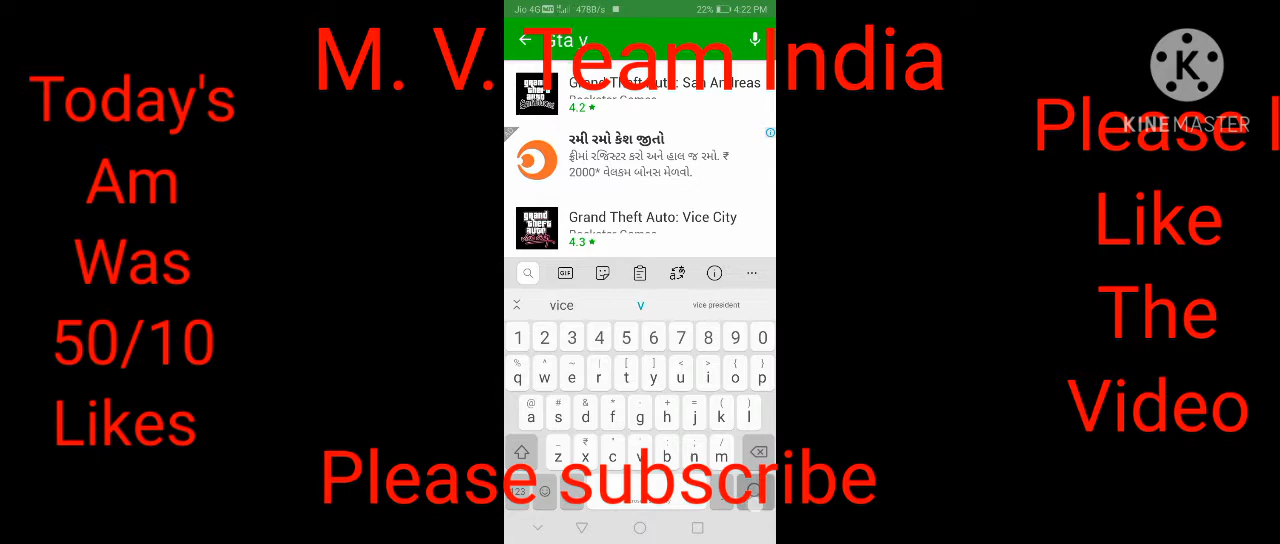 Jio 4G 478B/s 22% 4:22 PM
Gta v
M. V. Team India
Today's
Am
Was
50/10
Likes
Please l
Like
The
Video
KINEMASTER
K
Grand Theft Auto: San Andreas
4.2 ★
રમી રમો કેશ જીતો
ફ્રીમાં રજિસ્ટર કરો અને હાલ જ રમો. ₹
2000* વેલકમ બોનસ મેળવો.
Grand Theft Auto: Vice City
4.3 ★
GIF
vice v vice president
1 2 3 4 5 6 7 8 9 0
% ^ ~ | [ ] < > { }
q w e r t y u i o p
@ # & * - + = ( )
a s d f g h j k l
_ ₹ " ' : ; /
z x c v b n m
Please subscribe
123